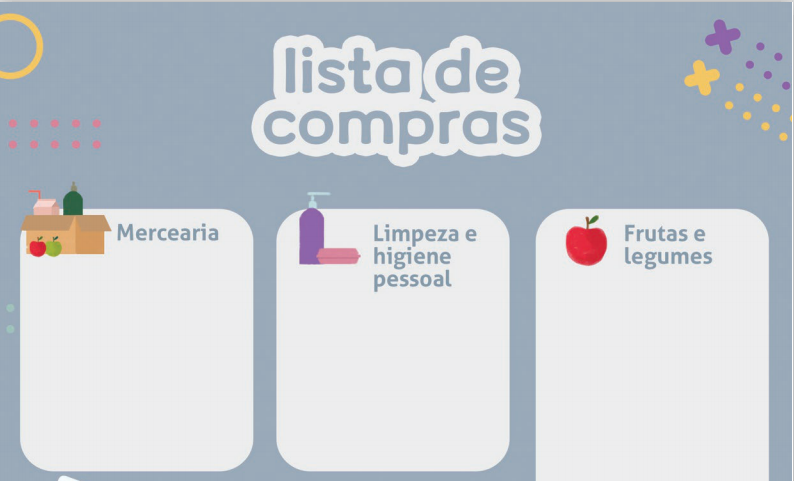 lista de
compras
Mercearia
Limpeza e
higiene
pessoal
Frutas e
legumes